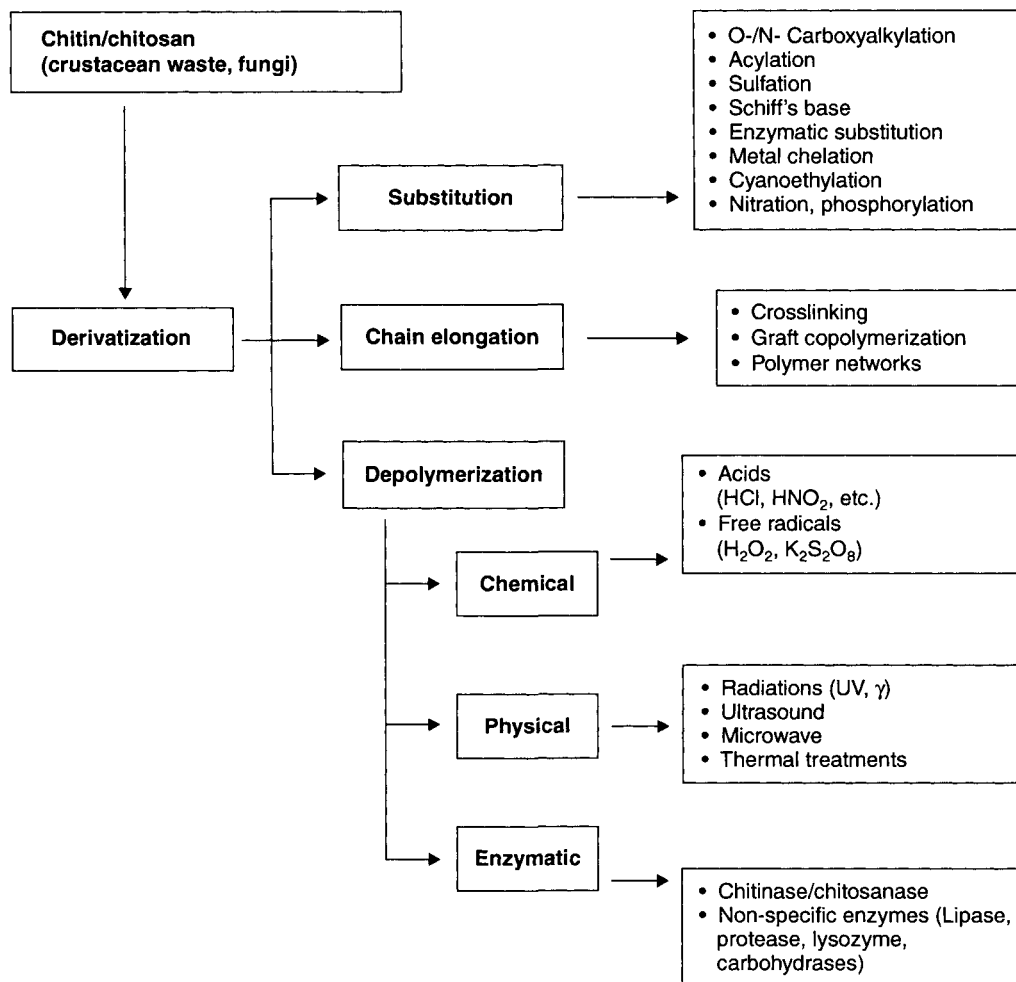 Chitin/chitosan
(crustacean waste, fungi)
• O-/N- Carboxyalkylation
• Acylation
• Sulfation
• Schiff's base
• Enzymatic substitution
• Metal chelation
• Cyanoethylation
• Nitration, phosphorylation
Substitution
Derivatization
Chain elongation
• Crosslinking
• Graft copolymerization
• Polymer networks
Depolymerization
• Acids
(HCl, HNO₂, etc.)
• Free radicals
(H₂O₂, K₂S₂O₈)
Chemical
Physical
• Radiations (UV, γ)
• Ultrasound
• Microwave
• Thermal treatments
Enzymatic
• Chitinase/chitosanase
• Non-specific enzymes (Lipase,
protease, lysozyme,
carbohydrases)